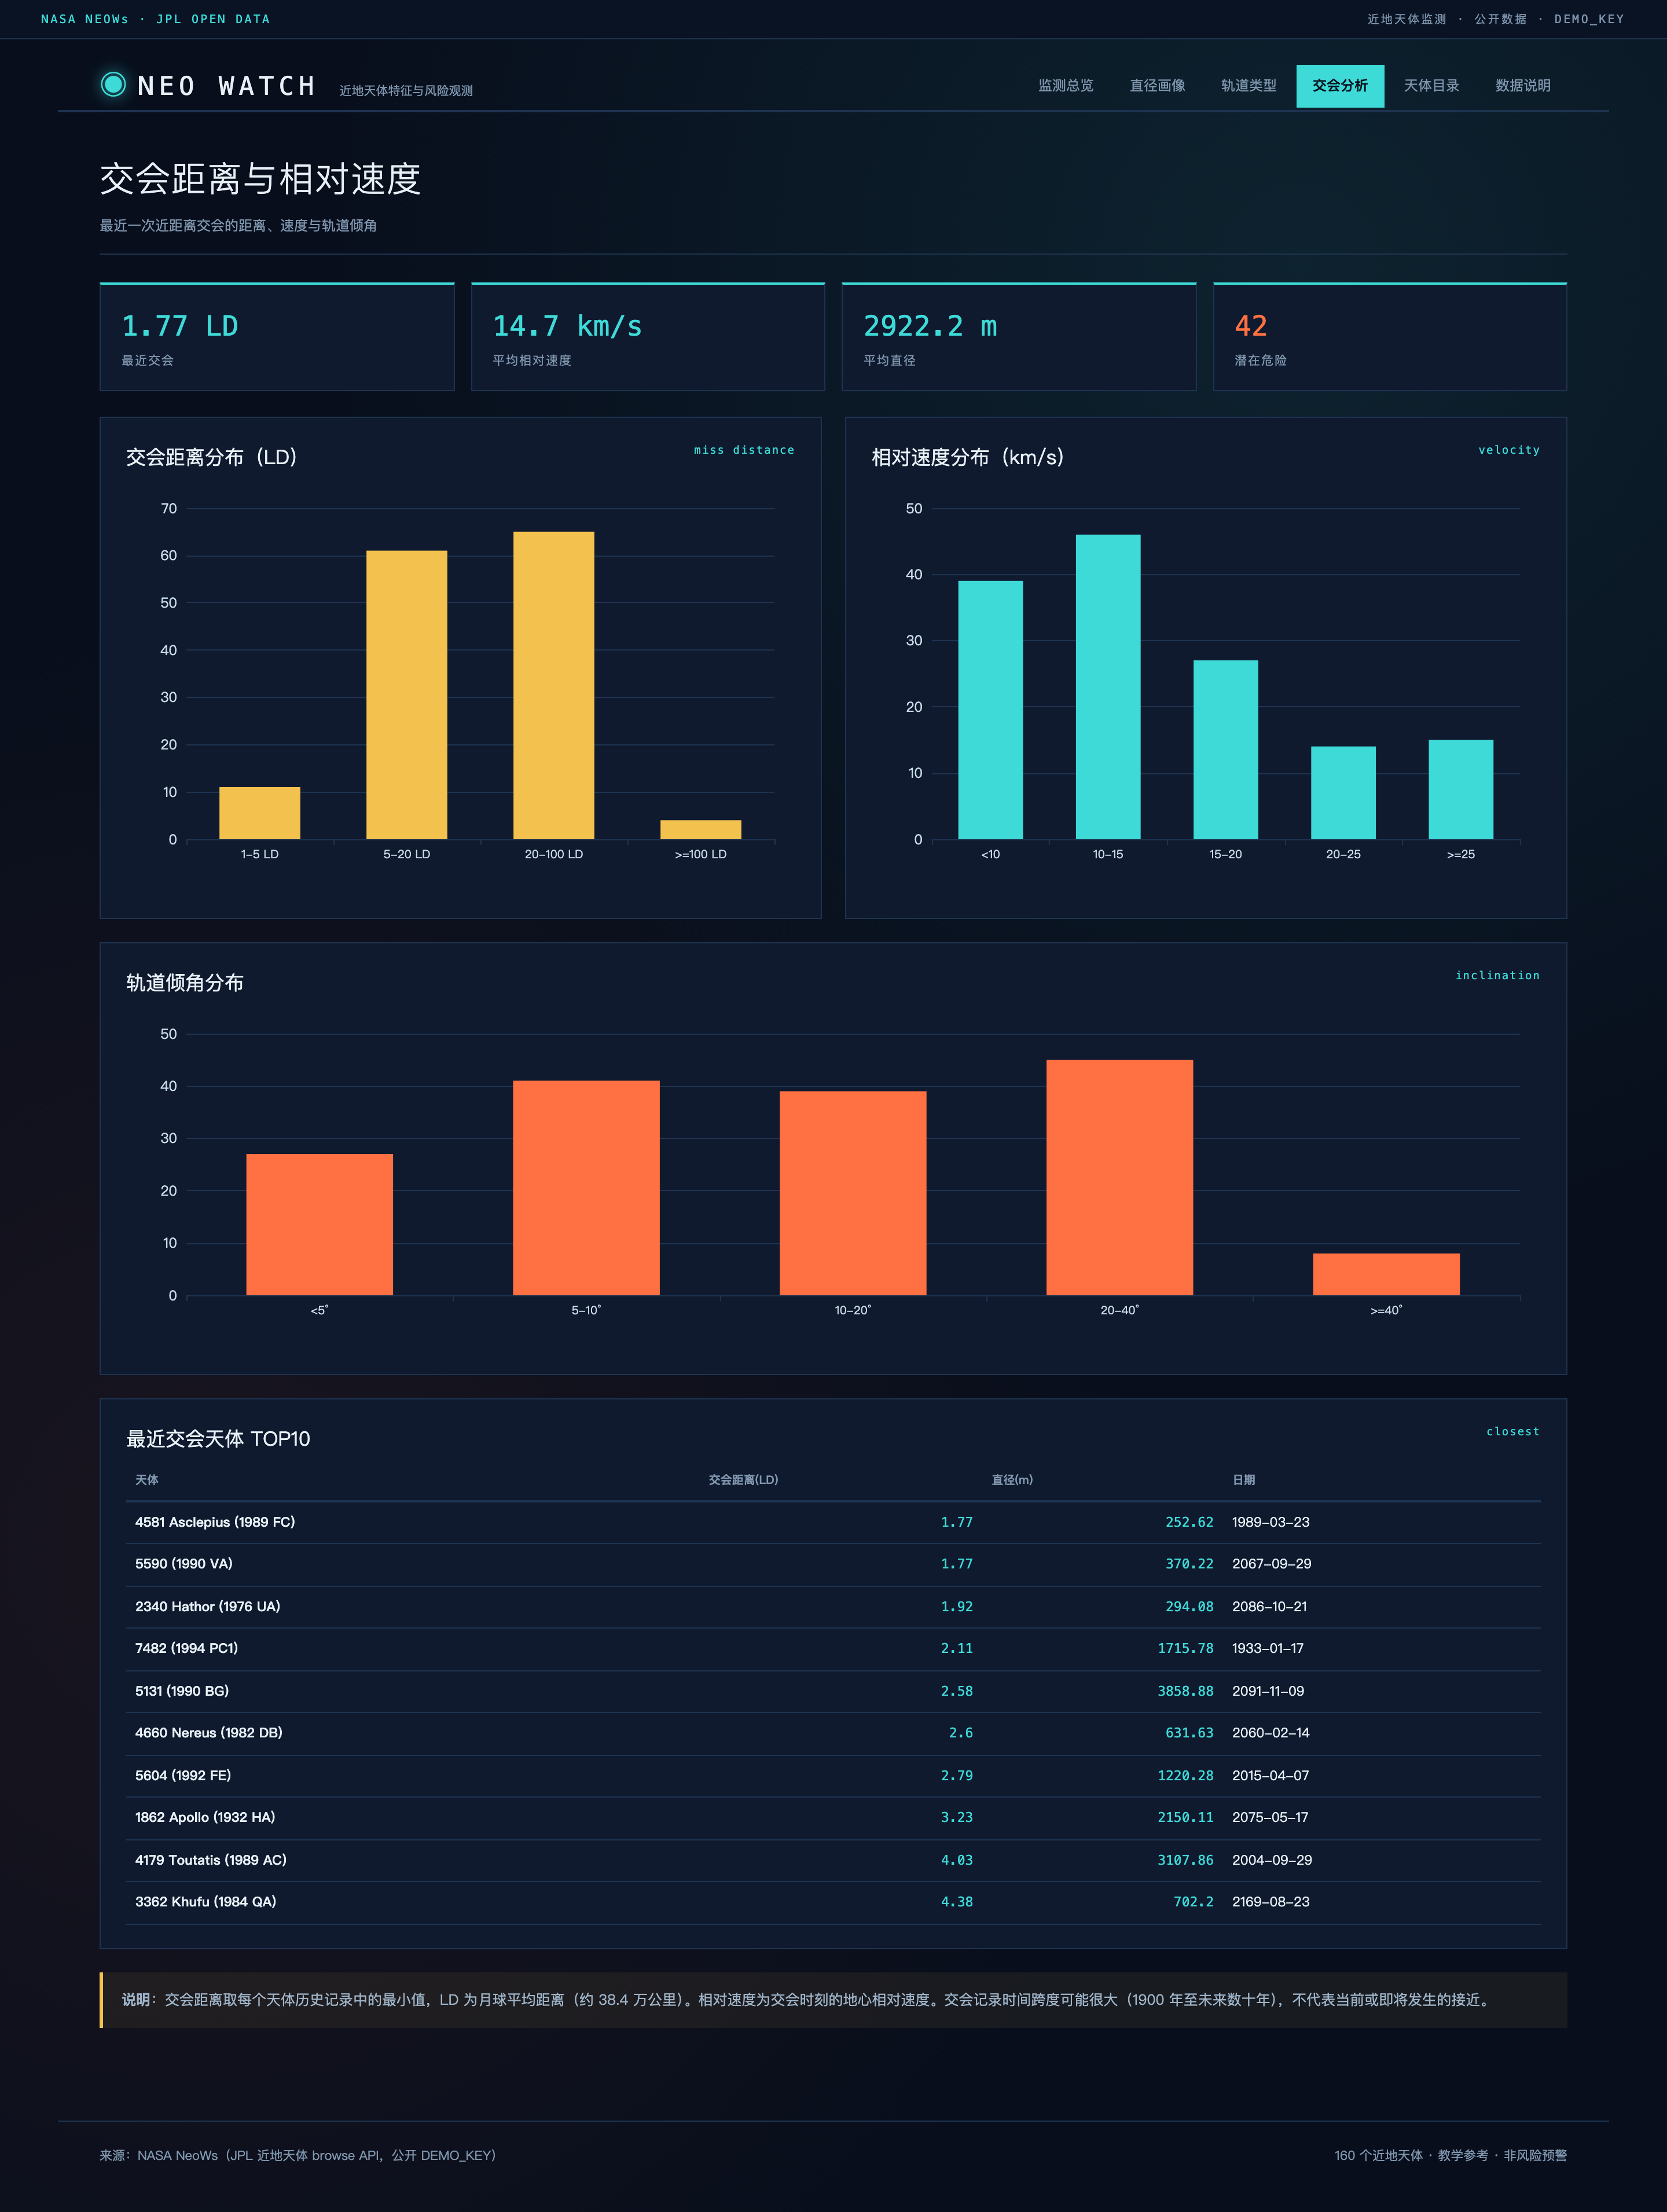 NASA NEOWs · JPL OPEN DATA
近地天体监测 · 公开数据 · DEMO_KEY
NEO WATCH
近地天体特征与风险观测
监测总览
直径画像
轨道类型
交会分析
天体目录
数据说明
交会距离与相对速度
最近一次近距离交会的距离、速度与轨道倾角
1.77 LD
最近交会
14.7 km/s
平均相对速度
2922.2 m
平均直径
42
潜在危险
交会距离分布（LD）
miss distance
70
60
50
40
30
20
10
0
1–5 LD
5–20 LD
20–100 LD
>=100 LD
相对速度分布（km/s）
velocity
50
40
30
20
10
0
<10
10–15
15–20
20–25
>=25
轨道倾角分布
inclination
50
40
30
20
10
0
<5°
5–10°
10–20°
20–40°
>=40°
最近交会天体 TOP10
closest
天体 交会距离(LD) 直径(m) 日期
4581 Asclepius (1989 FC) 1.77 252.62 1989-03-23
5590 (1990 VA) 1.77 370.22 2067-09-29
2340 Hathor (1976 UA) 1.92 294.08 2086-10-21
7482 (1994 PC1) 2.11 1715.78 1933-01-17
5131 (1990 BG) 2.58 3858.88 2091-11-09
4660 Nereus (1982 DB) 2.6 631.63 2060-02-14
5604 (1992 FE) 2.79 1220.28 2015-04-07
1862 Apollo (1932 HA) 3.23 2150.11 2075-05-17
4179 Toutatis (1989 AC) 4.03 3107.86 2004-09-29
3362 Khufu (1984 QA) 4.38 702.2 2169-08-23
说明：交会距离取每个天体历史记录中的最小值，LD 为月球平均距离（约 38.4 万公里）。相对速度为交会时刻的地心相对速度。交会记录时间跨度可能很大（1900 年至未来数十年），不代表当前或即将发生的接近。
来源：NASA NeoWs（JPL 近地天体 browse API，公开 DEMO_KEY）
160 个近地天体 · 教学参考 · 非风险预警